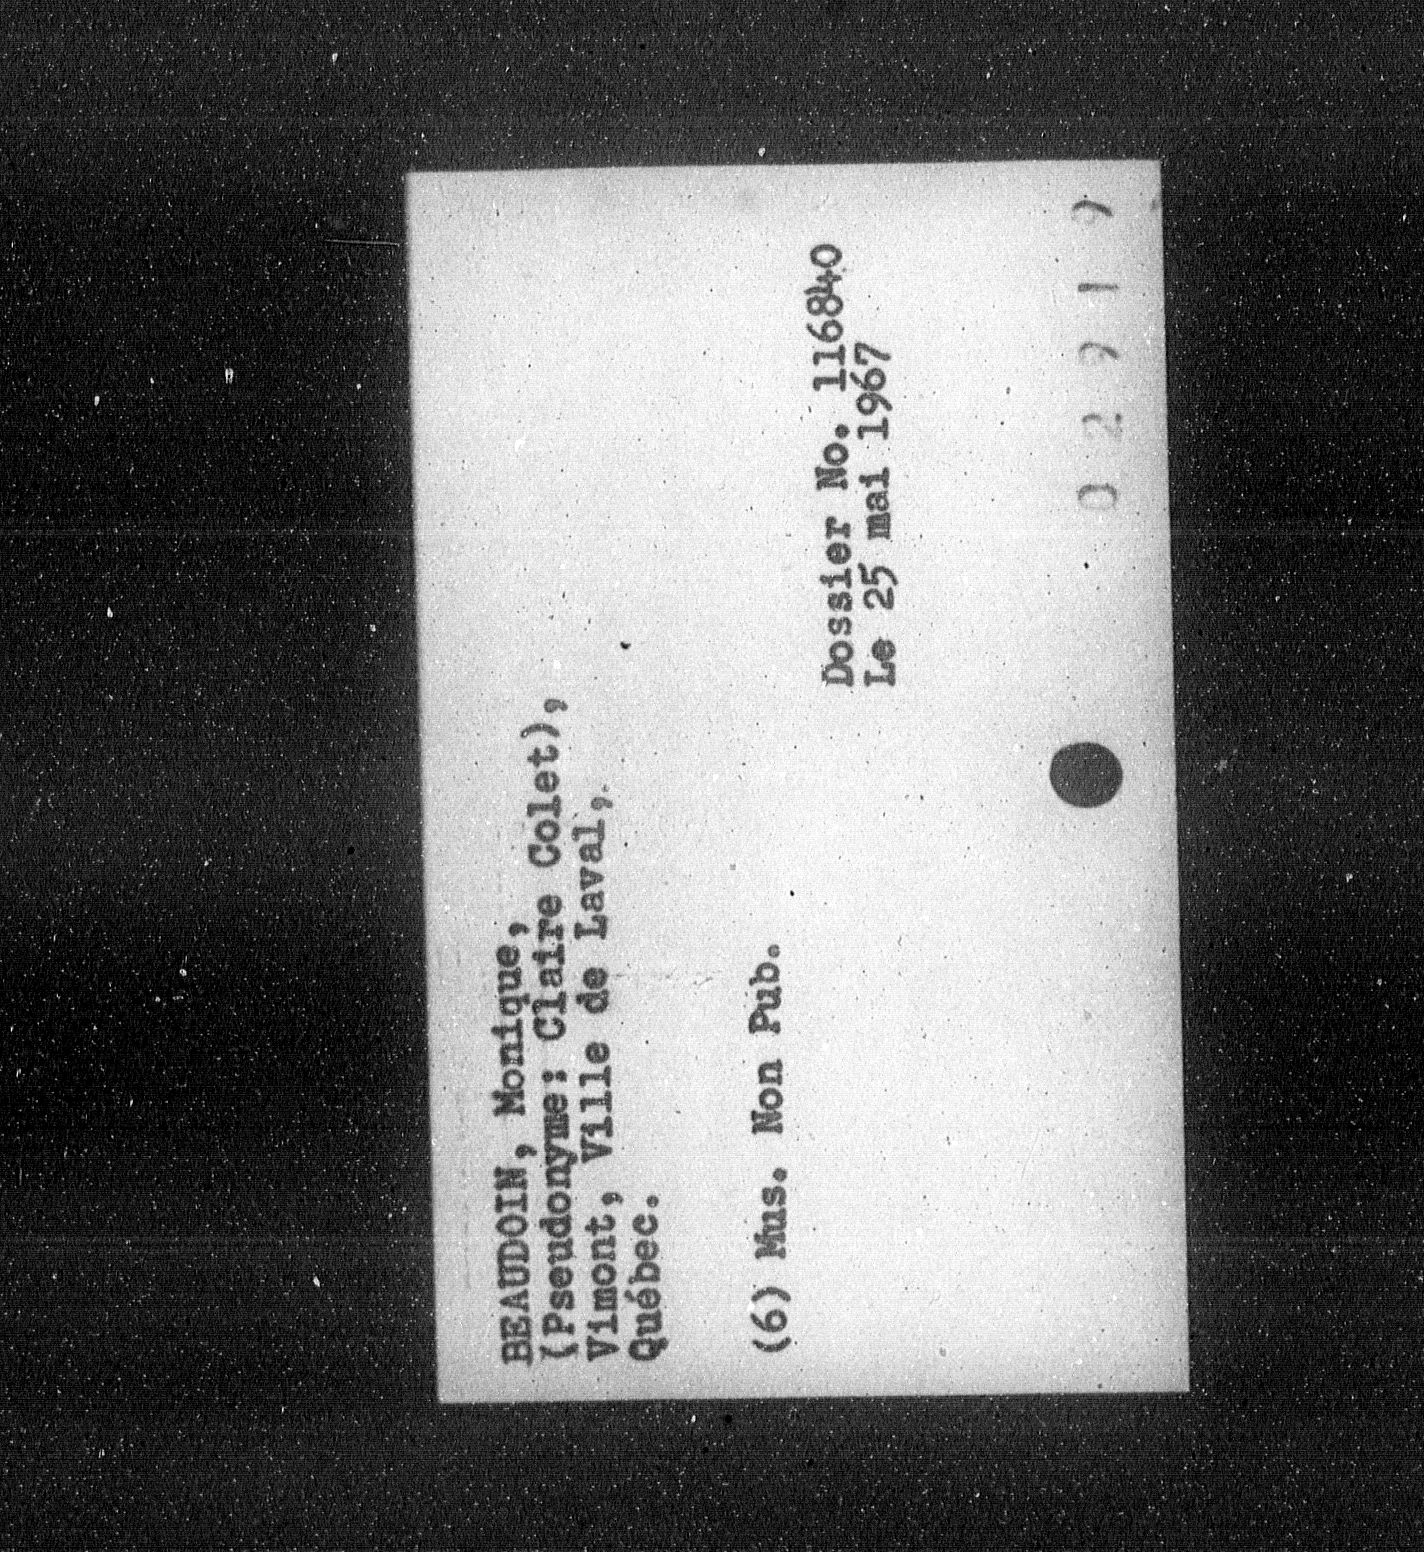 BEAUDOIN, Monique,
(Pseudonyme: Claire Colet),
Vimont, Ville de Laval,
Québec.
(6) Mus. Non Pub.
Dossier No. 116840
Le 25 mai 1967
02919